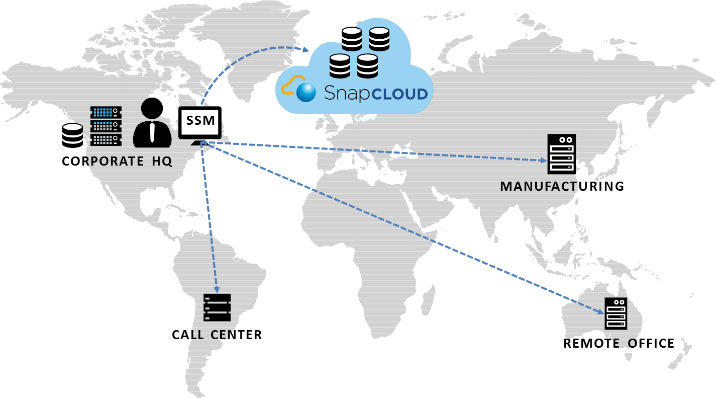 SnapCLOUD
SSM
CORPORATE HQ
MANUFACTURING
CALL CENTER
REMOTE OFFICE